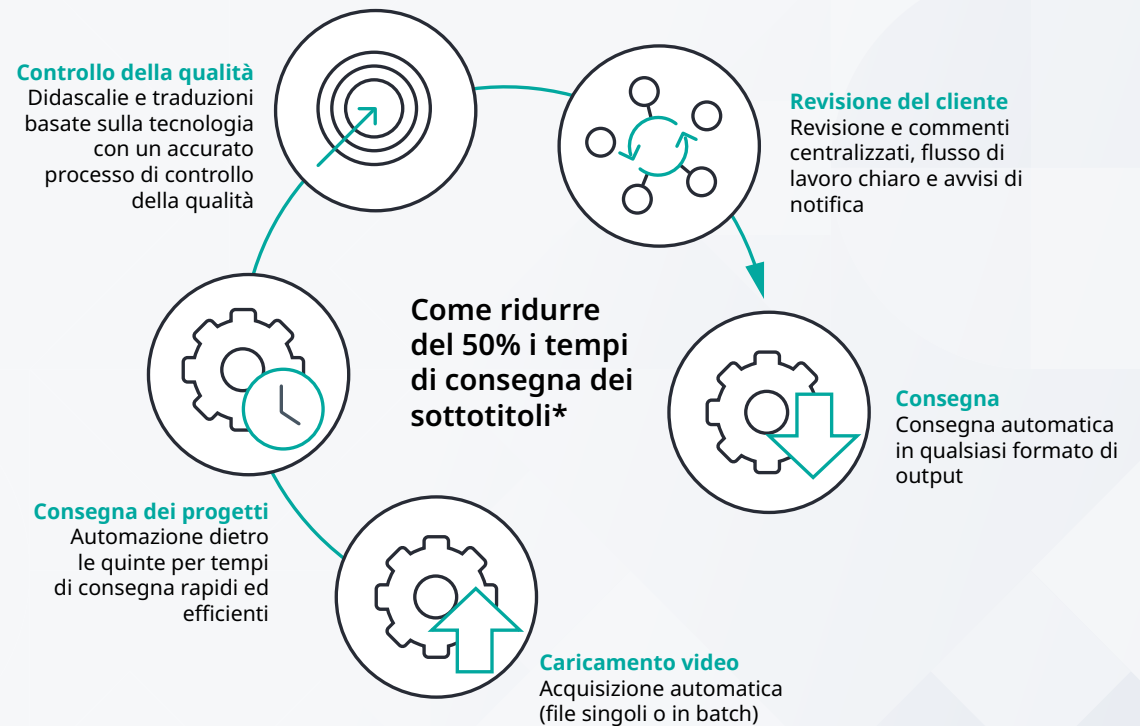 Controllo della qualità
Didascalie e traduzioni
basate sulla tecnologia
con un accurato
processo di controllo
della qualità
Revisione del cliente
Revisione e commenti
centralizzati, flusso di
lavoro chiaro e avvisi di
notifica
Come ridurre
del 50% i tempi
di consegna dei
sottotitoli*
Consegna
Consegna automatica
in qualsiasi formato di
output
Consegna dei progetti
Automazione dietro
le quinte per tempi
di consegna rapidi ed
efficienti
Caricamento video
Acquisizione automatica
(file singoli o in batch)